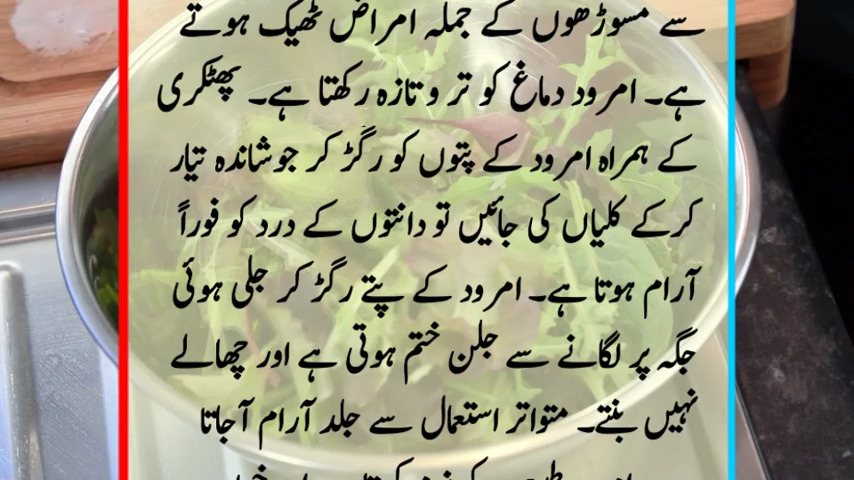 سے مسوڑھوں کے جملہ امراض ٹھیک ہوتے
ہے۔ امرود دماغ کو تر و تازہ رکھتا ہے۔ پھٹکری
کے ہمراہ امرود کے پتوں کو رگڑ کر جوشاندہ تیار
کرکے کلیاں کی جائیں تو دانتوں کے درد کو فوراً
آرام ہوتا ہے۔ امرود کے پتے رگڑ کر جلی ہوئی
جگہ پر لگانے سے جلن ختم ہوتی ہے اور چھالے
نہیں بنتے۔ متواتر استعمال سے جلد آرام آجاتا